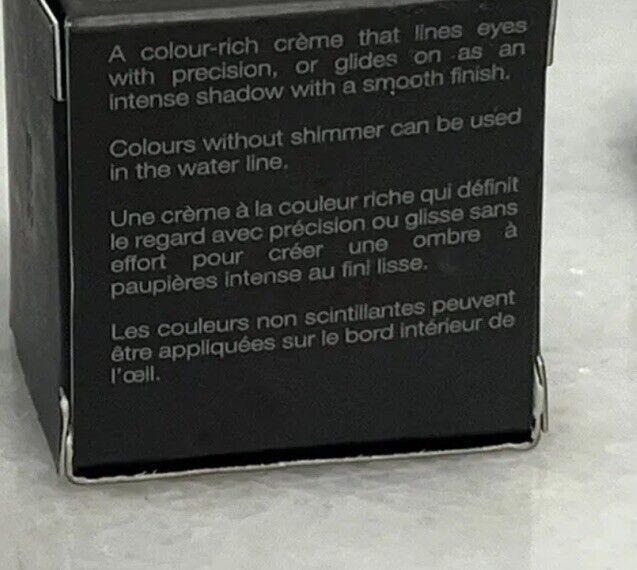 A colour-rich crème that lines eyes
with precision, or glides on as an
intense shadow with a smooth finish.
Colours without shimmer can be used
in the water line.
Une crème à la couleur riche qui définit
le regard avec précision ou glisse sans
effort pour créer une ombre à
paupières intense au fini lisse.
Les couleurs non scintillantes peuvent
être appliquées sur le bord intérieur de
l'œil.